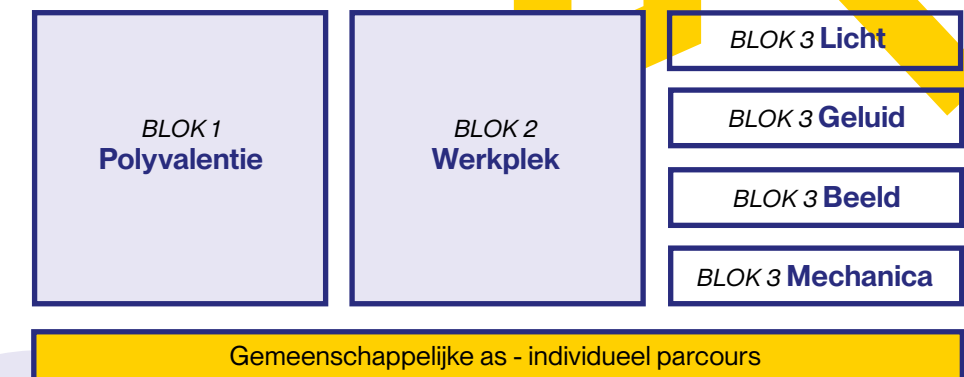 BLOK 1
Polyvalentie
BLOK 2
Werkplek
BLOK 3 Licht
BLOK 3 Geluid
BLOK 3 Beeld
BLOK 3 Mechanica
Gemeenschappelijke as - individueel parcours